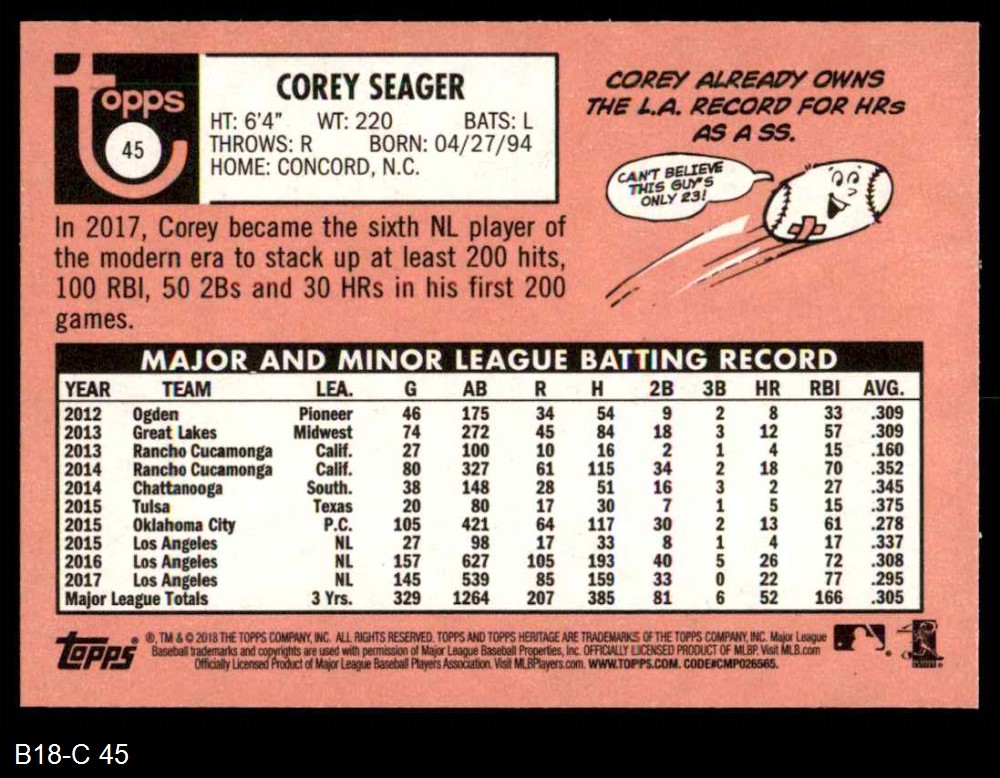 Topps
45
COREY SEAGER
HT: 6'4" WT: 220 BATS: L
THROWS: R BORN: 04/27/94
HOME: CONCORD, N.C.
In 2017, Corey became the sixth NL player of
the modern era to stack up at least 200 hits,
100 RBI, 50 2Bs and 30 HRs in his first 200
games.
COREY ALREADY OWNS
THE L.A. RECORD FOR HRs
AS A SS.
CAN'T BELIEVE
THIS GUY'S
ONLY 23!
MAJOR AND MINOR LEAGUE BATTING RECORD
YEAR TEAM LEA. G AB R H 2B 3B HR RBI AVG.
2012 Ogden Pioneer 46 175 34 54 9 2 8 33 .309
2013 Great Lakes Midwest 74 272 45 84 18 3 12 57 .309
2013 Rancho Cucamonga Calif. 27 100 10 16 2 1 4 15 .160
2014 Rancho Cucamonga Calif. 80 327 61 115 34 2 18 70 .352
2014 Chattanooga South. 38 148 28 51 16 3 2 27 .345
2015 Tulsa Texas 20 80 17 30 7 1 5 15 .375
2015 Oklahoma City P.C. 105 421 64 117 30 2 13 61 .278
2015 Los Angeles NL 27 98 17 33 8 1 4 17 .337
2016 Los Angeles NL 157 627 105 193 40 5 26 72 .308
2017 Los Angeles NL 145 539 85 159 33 0 22 77 .295
Major League Totals 3 Yrs. 329 1264 207 385 81 6 52 166 .305
Topps
®, TM & © 2018 THE TOPPS COMPANY, INC. ALL RIGHTS RESERVED. TOPPS AND TOPPS HERITAGE ARE TRADEMARKS OF THE TOPPS COMPANY, INC. Major League
Baseball trademarks and copyrights are used with permission of Major League Baseball Properties, Inc. OFFICIALLY LICENSED PRODUCT OF MLBP. Visit MLB.com
Officially Licensed Product of Major League Baseball Players Association. Visit MLBPlayers.com. WWW.TOPPS.COM. CODE#CMP026565.
B18-C 45